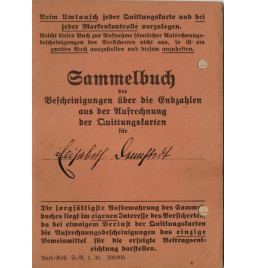 Beim Umtausch jeder Quittungskarte und bei
jeder Markenkontrolle vorzulegen.
Reicht dieses Buch zur Aufnahme sämtlicher Aufrechnungs-
bescheinigungen des Versicherten nicht aus, so ist ein
zweites Buch auszustellen und diesem anzuheften.
Sammelbuch
der
Bescheinigungen über die Endzahlen
aus der Aufrechnung
der Quittungskarten
für
Elisabeth
Die sorgfältigste Aufbewahrung des Sammel-
buches liegt im eigenen Interesse des Versicherten,
da bei etwaigem Verlust der Quittungskarten
die Aufrechnungsbescheinigungen das einzige
Beweismittel für die erfolgte Beitragsent-
richtung darstellen.